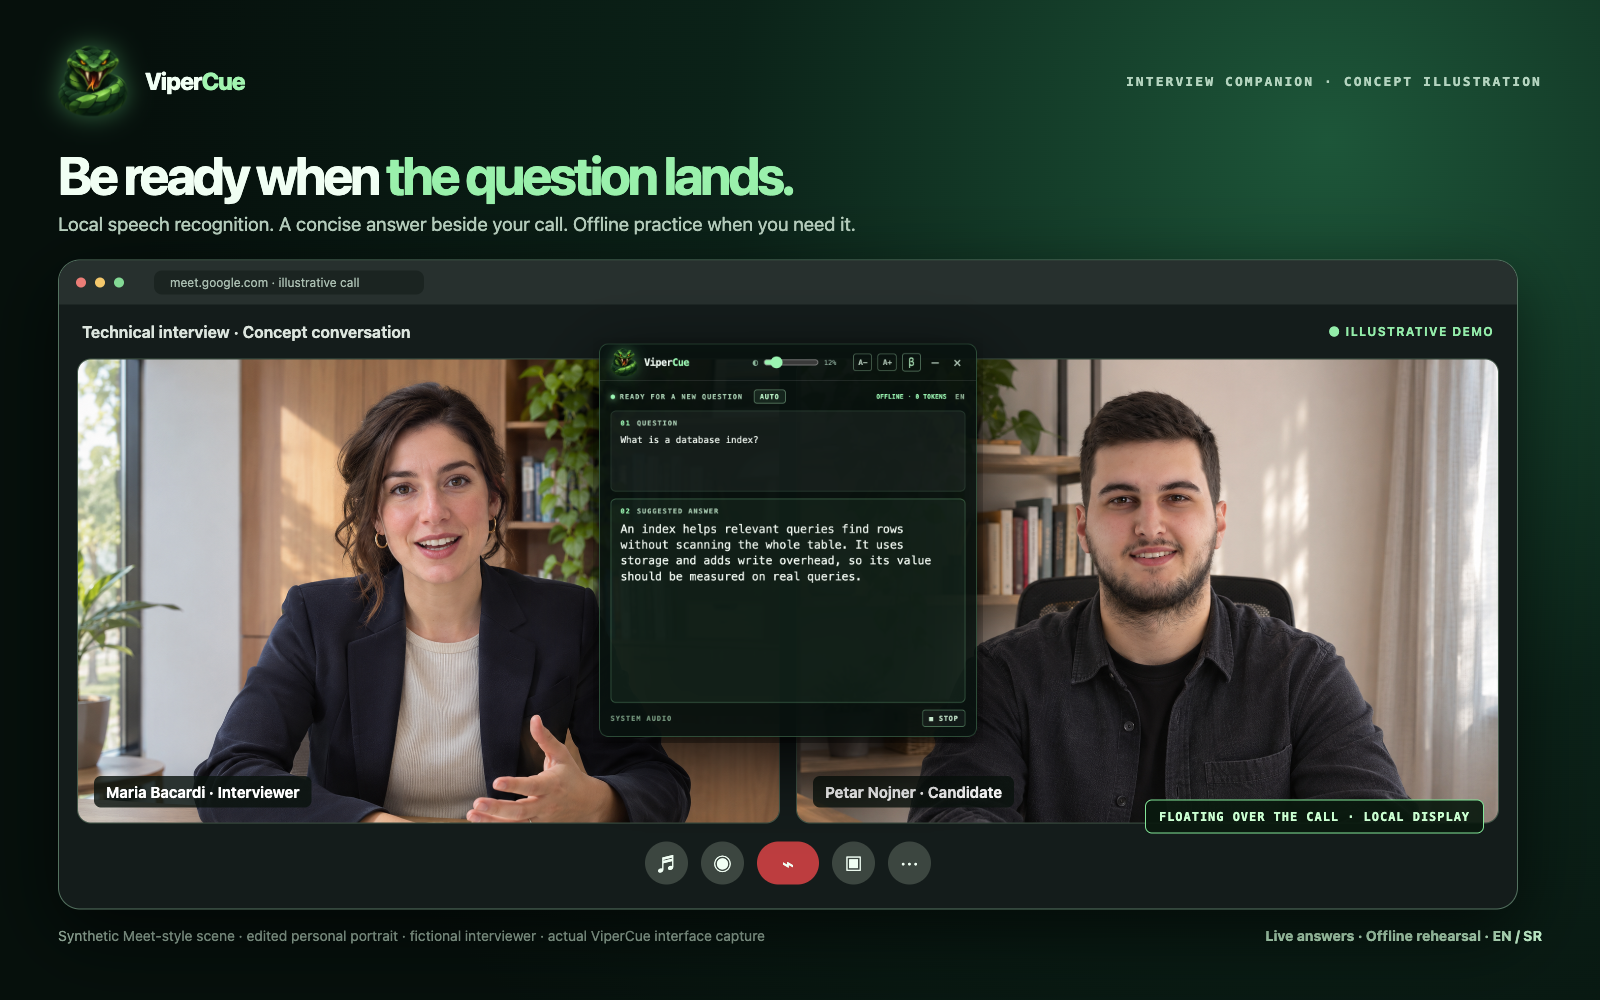 ViperCue
INTERVIEW COMPANION · CONCEPT ILLUSTRATION
Be ready when the question lands.
Local speech recognition. A concise answer beside your call. Offline practice when you need it.
meet.google.com · illustrative call
Technical interview · Concept conversation
ILLUSTRATIVE DEMO
ViperCue
12%
A−
A+
β
READY FOR A NEW QUESTION
AUTO
OFFLINE · 0 TOKENS
EN
01 QUESTION
What is a database index?
02 SUGGESTED ANSWER
An index helps relevant queries find rows
without scanning the whole table. It uses
storage and adds write overhead, so its value
should be measured on real queries.
SYSTEM AUDIO
STOP
Maria Bacardi · Interviewer
Petar Nojner · Candidate
FLOATING OVER THE CALL · LOCAL DISPLAY
Synthetic Meet-style scene · edited personal portrait · fictional interviewer · actual ViperCue interface capture
Live answers · Offline rehearsal · EN / SR